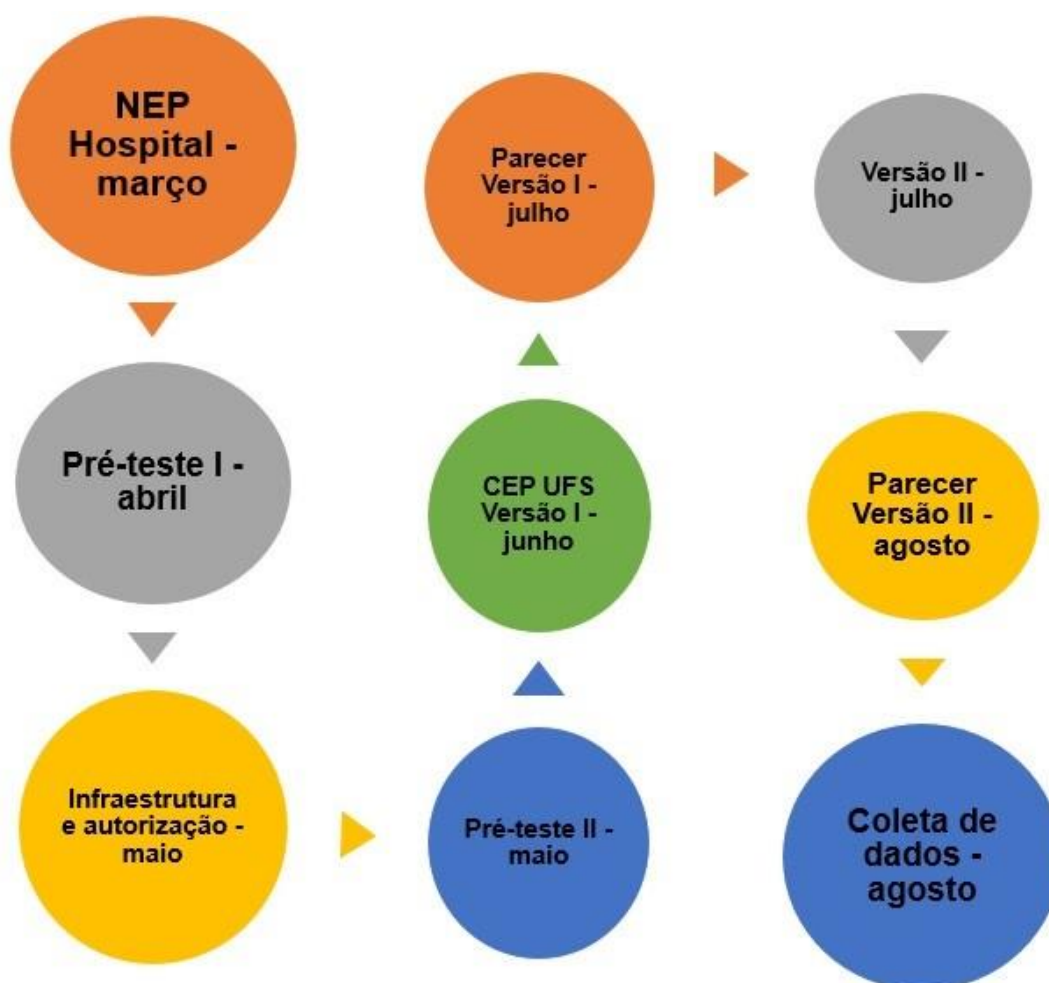 NEP
Hospital -
março
Pré-teste I -
abril
Infraestrutura
e autorização -
maio
Pré-teste II -
maio
CEP UFS
Versão I -
junho
Parecer
Versão I -
julho
Versão II -
julho
Parecer
Versão II -
agosto
Coleta de
dados -
agosto